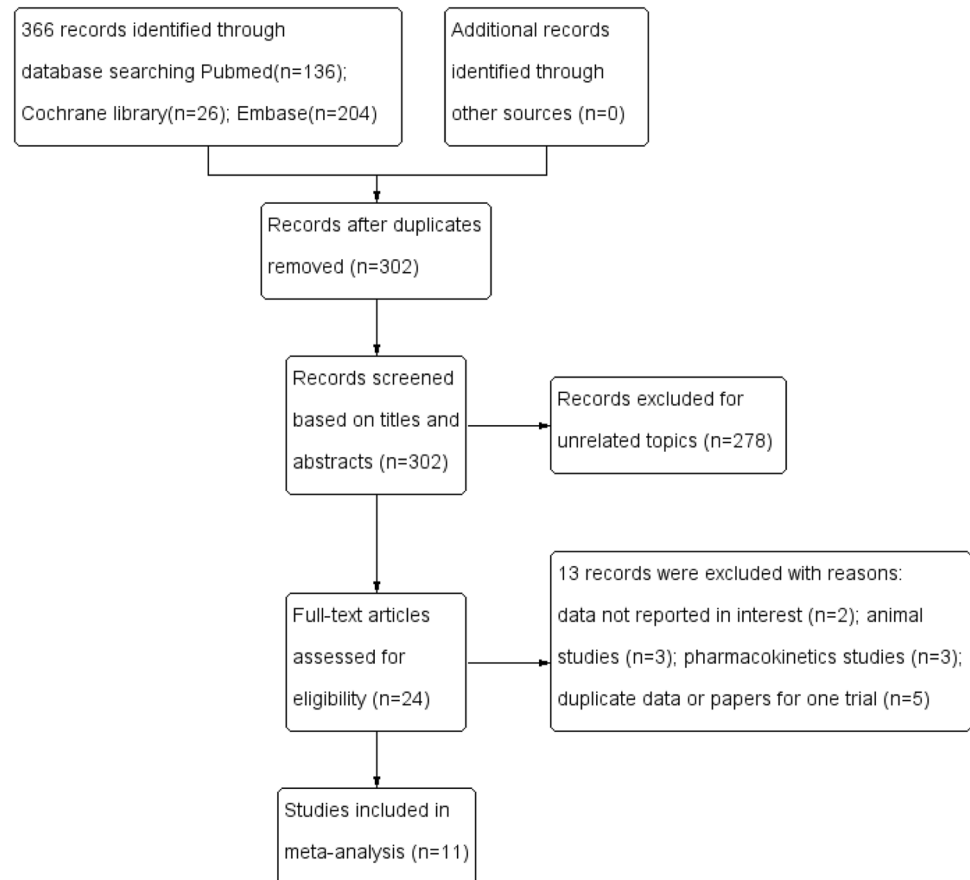 366 records identified through
database searching Pubmed(n=136);
Cochrane library(n=26); Embase(n=204)
Additional records
identified through
other sources (n=0)
Records after duplicates
removed (n=302)
Records screened
based on titles and
abstracts (n=302)
Records excluded for
unrelated topics (n=278)
Full-text articles
assessed for
eligibility (n=24)
13 records were excluded with reasons:
data not reported in interest (n=2); animal
studies (n=3); pharmacokinetics studies (n=3);
duplicate data or papers for one trial (n=5)
Studies included in
meta-analysis (n=11)